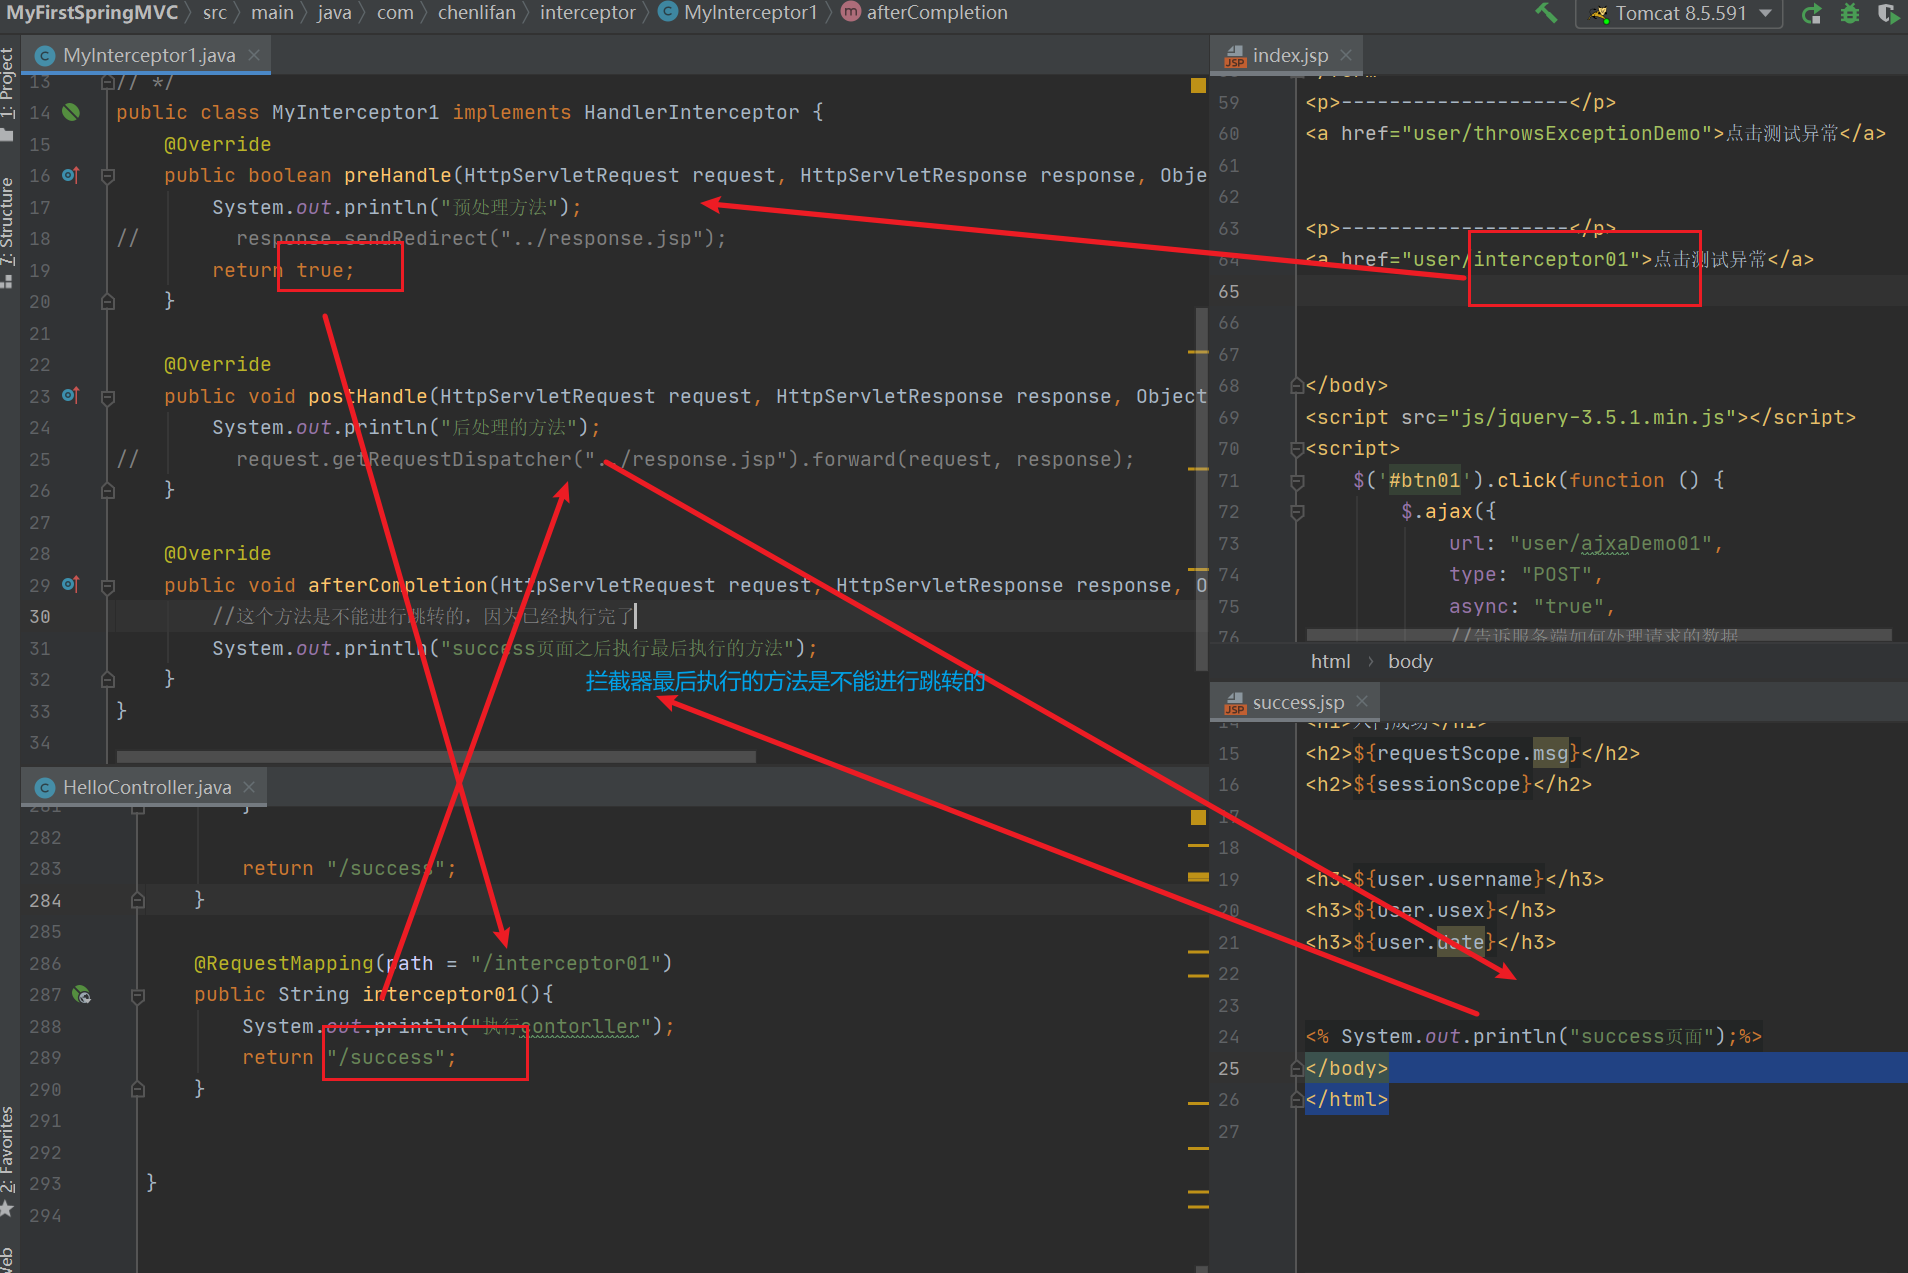 MyFirstSpringMVC 〉 src 〉 main 〉 java 〉 com 〉 chenlifan 〉 interceptor 〉 MyInterceptor1 〉 afterCompletion
Tomcat 8.5.591
1: Project
7: Structure
2: Favorites
MyInterceptor1.java
13 // */
14 public class MyInterceptor1 implements HandlerInterceptor {
15 @Override
16 public boolean preHandle(HttpServletRequest request, HttpServletResponse response, Obje
17 System.out.println("预处理方法");
18 // response.sendRedirect("../response.jsp");
19 return true;
20 }
21
22 @Override
23 public void postHandle(HttpServletRequest request, HttpServletResponse response, Object
24 System.out.println("后处理的方法");
25 // request.getRequestDispatcher("../response.jsp").forward(request, response);
26 }
27
28 @Override
29 public void afterCompletion(HttpServletRequest request, HttpServletResponse response, O
30 //这个方法是不能进行跳转的，因为已经执行完了
31 System.out.println("success页面之后执行最后执行的方法");
32 }
拦截器最后执行的方法是不能进行跳转的
33 }
34
HelloController.java
281 }
282
283 return "/success";
284 }
285
286 @RequestMapping(path = "/interceptor01")
287 public String interceptor01(){
288 System.out.println("执行contorller");
289 return "/success";
290 }
291
292
293 }
294
index.jsp
59 <p>-------------------</p>
60 <a href="user/throwsExceptionDemo">点击测试异常</a>
61
62
63 <p>-------------------</p>
64 <a href="user/interceptor01">点击测试异常</a>
65
66
67
68 </body>
69 <script src="js/jquery-3.5.1.min.js"></script>
70 <script>
71 $('#btn01').click(function () {
72 $.ajax({
73 url: "user/ajxaDemo01",
74 type: "POST",
75 async: "true",
76 //告诉服务端如何处理请求的数据
html › body
success.jsp
14 <h1>入门成功</h1>
15 <h2>${requestScope.msg}</h2>
16 <h2>${sessionScope}</h2>
17
18
19 <h3>${user.username}</h3>
20 <h3>${user.usex}</h3>
21 <h3>${user.date}</h3>
22
23
24 <% System.out.println("success页面");%>
25 </body>
26 </html>
27